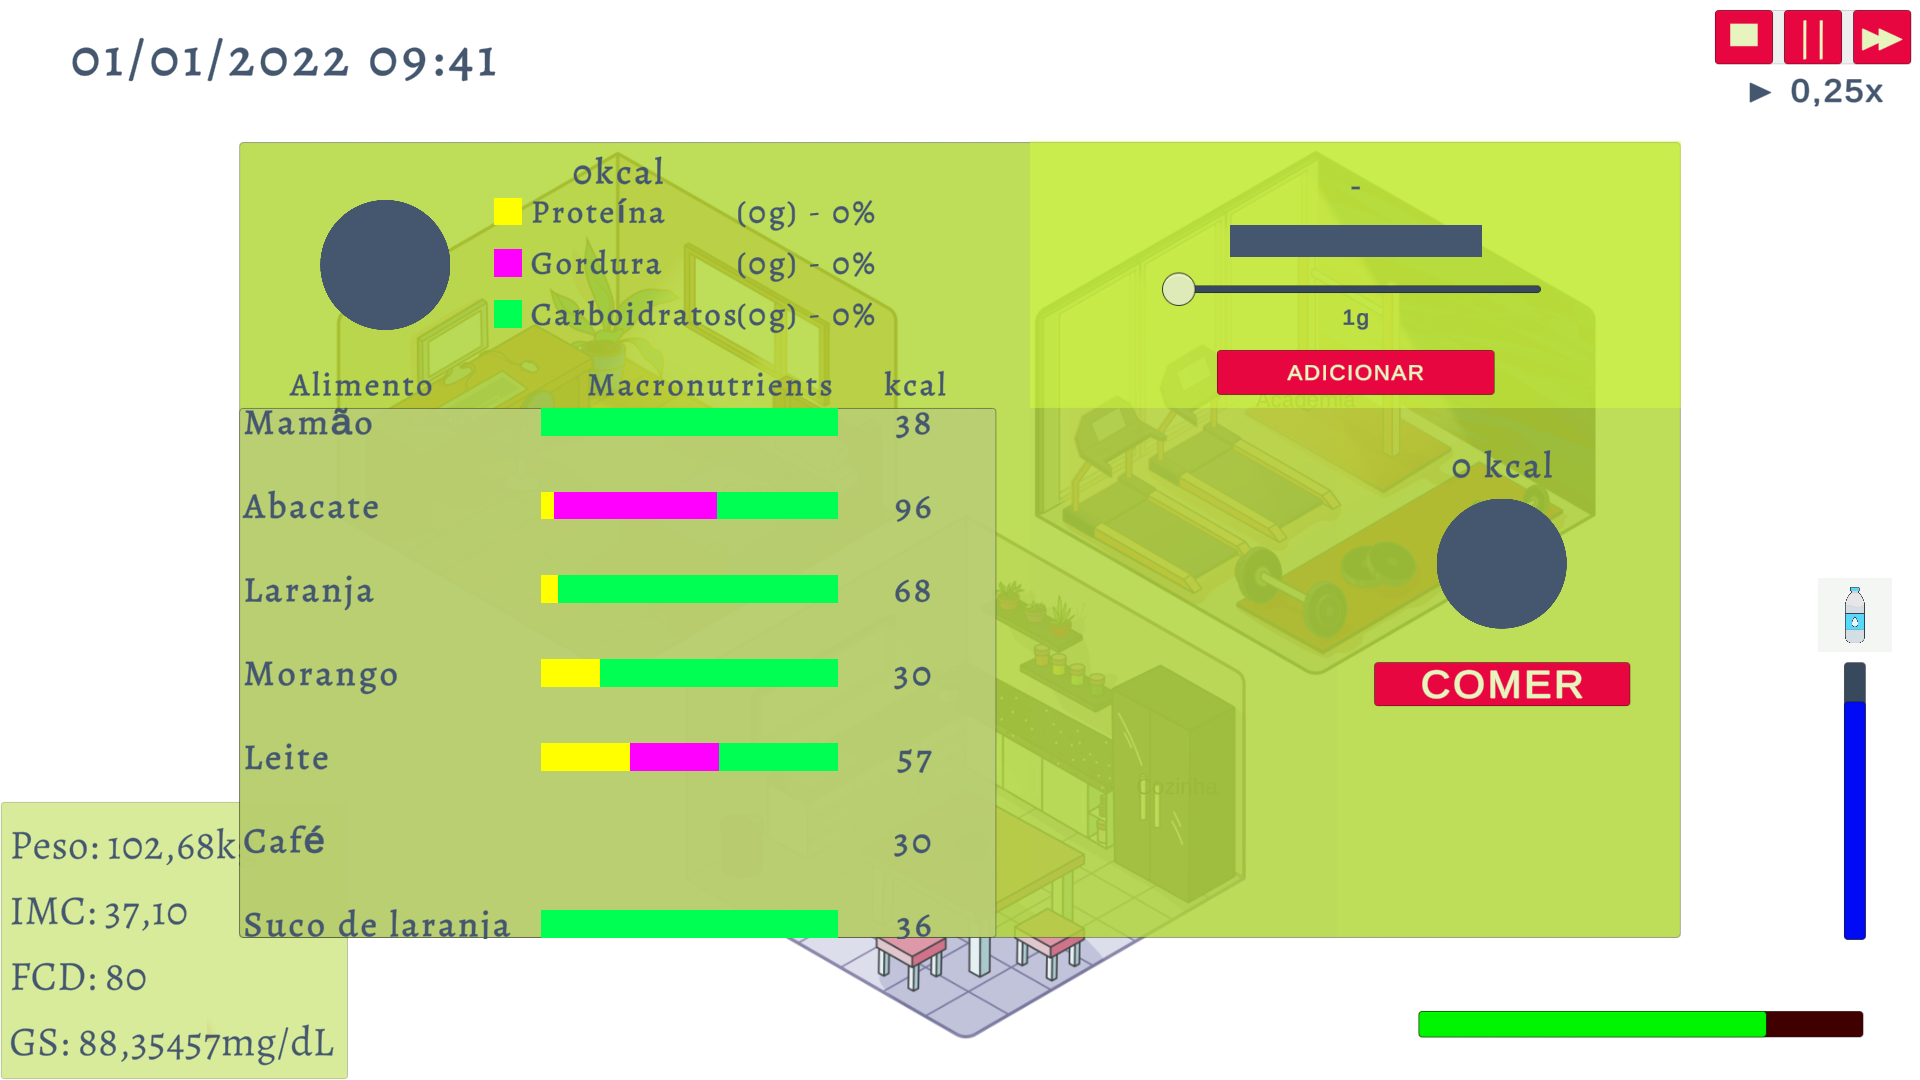 01/01/2022 09:41
► 0,25x
0kcal
Proteína (0g) - 0%
Gordura (0g) - 0%
Carboidratos(0g) - 0%
-
1g
ADICIONAR
Academia
Alimento Macronutrients kcal
Mamão 38
Abacate 96
Laranja 68
Morango 30
Leite 57
Café 30
Suco de laranja 36
0 kcal
COMER
Cozinha
Peso: 102,68k
IMC: 37,10
FCD: 80
GS: 88,35457mg/dL